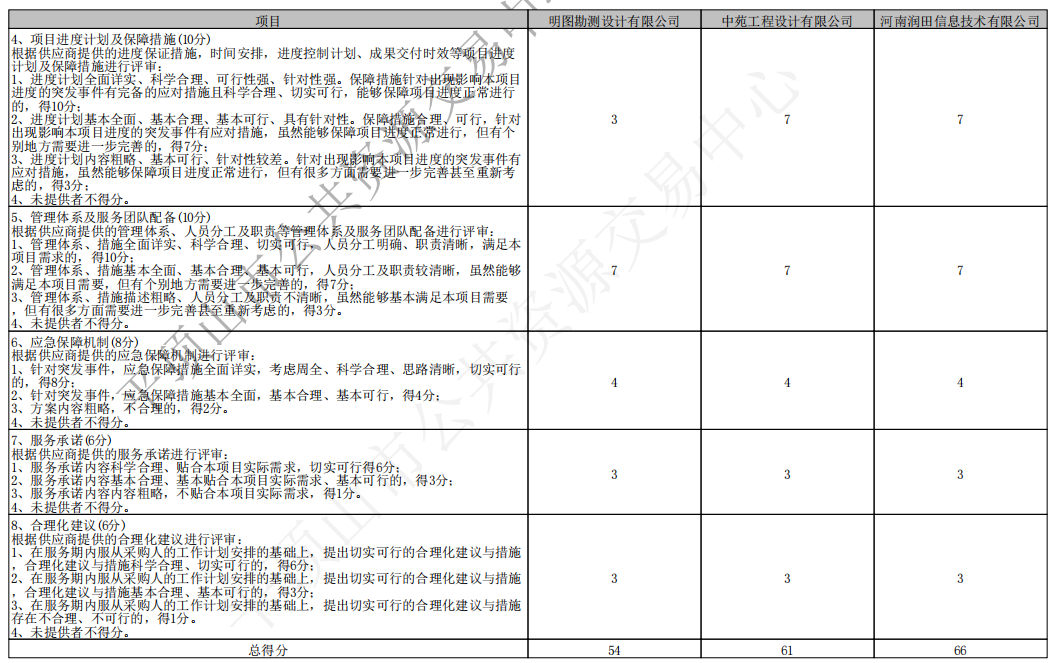 项目 明图勘测设计有限公司 中苑工程设计有限公司 河南润田信息技术有限公司
4、项目进度计划及保障措施(10分)
根据供应商提供的进度保证措施，时间安排，进度控制计划、成果交付时效等项目进度
计划及保障措施进行评审：
1、进度计划全面详实、科学合理、可行性强、针对性强。保障措施针对出现影响本项目
进度的突发事件有完备的应对措施且科学合理、切实可行，能够保障项目进度正常进行
的，得10分；
2、进度计划基本全面、基本合理、基本可行、具有针对性。保障措施合理、可行，针对
出现影响本项目进度的突发事件有应对措施，虽然能够保障项目进度正常进行，但有个
别地方需要进一步完善的，得7分；
3、进度计划内容粗略、基本可行、针对性较差。针对出现影响本项目进度的突发事件有
应对措施，虽然能够保障项目进度正常进行，但有很多方面需要进一步完善甚至重新考
虑的，得3分；
4、未提供者不得分。
3 7 7
5、管理体系及服务团队配备(10分)
根据供应商提供的管理体系、人员分工及职责等管理体系及服务团队配备进行评审：
1、管理体系、措施全面详实、科学合理、切实可行，人员分工明确、职责清晰，满足本
项目需求的，得10分；
2、管理体系、措施基本全面、基本合理、基本可行，人员分工及职责较清晰，虽然能够
满足本项目需要，但有个别地方需要进一步完善的，得7分；
3、管理体系、措施描述粗略、人员分工及职责不清晰，虽然能够基本满足本项目需要
，但有很多方面需要进一步完善甚至重新考虑的，得3分。
4、未提供者不得分。
7 7 7
6、应急保障机制(8分)
根据供应商提供的应急保障机制进行评审：
1、针对突发事件，应急保障措施全面详实，考虑周全、科学合理、思路清晰，切实可行
的，得8分；
2、针对突发事件，应急保障措施基本全面，基本合理、基本可行，得4分；
3、方案内容粗略，不合理的，得2分。
4、未提供者不得分。
4 4 4
7、服务承诺(6分)
根据供应商提供的服务承诺进行评审：
1、服务承诺内容科学合理、贴合本项目实际需求，切实可行得6分；
2、服务承诺内容基本合理、基本贴合本项目实际需求、基本可行的，得3分；
3、服务承诺内容内容粗略，不贴合本项目实际需求，得1分。
4、未提供者不得分。
3 3 3
8、合理化建议(6分)
根据供应商提供的合理化建议进行评审：
1、在服务期内服从采购人的工作计划安排的基础上，提出切实可行的合理化建议与措施
，合理化建议与措施科学合理、切实可行的，得6分；
2、在服务期内服从采购人的工作计划安排的基础上，提出切实可行的合理化建议与措施
，合理化建议与措施基本合理、基本可行的，得3分；
3、在服务期内服从采购人的工作计划安排的基础上，提出切实可行的合理化建议与措施
存在不合理、不可行的，得1分。
4、未提供者不得分。
3 3 3
总得分 54 61 66
平顶山市公共资源交易中
平顶山市公共资源交易中心